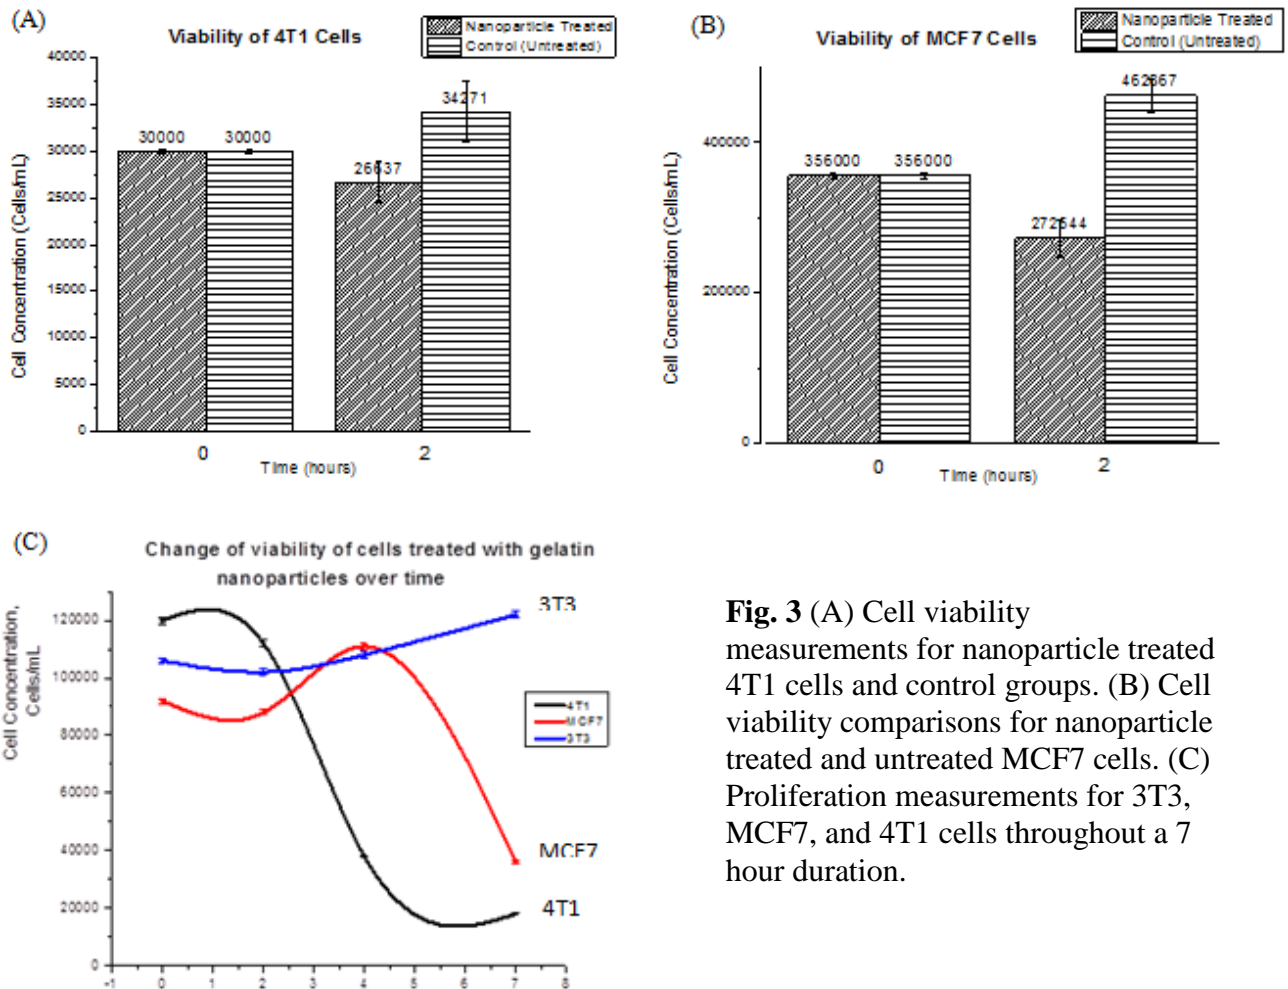 (A)
Viability of 4T1 Cells
Nanoparticle Treated
Control (Untreated)
Cell Concentration (Cells/mL)
40000
35000
30000
25000
20000
15000
10000
5000
0
30000
30000
26637
34271
0
2
Time (hours)
(B)
Viability of MCF7 Cells
Nanoparticle Treated
Control (Untreated)
Cell Concentration (Cells/mL)
400000
200000
0
356000
356000
272544
462367
0
2
Time (hours)
(C)
Change of viability of cells treated with gelatin
nanoparticles over time
Cell Concentration,
Cells/mL
120000
100000
80000
60000
40000
20000
0
-1
0
1
2
3
4
5
6
7
8
3T3
4T1
MCF7
3T3
MCF7
4T1
Fig. 3 (A) Cell viability
measurements for nanoparticle treated
4T1 cells and control groups. (B) Cell
viability comparisons for nanoparticle
treated and untreated MCF7 cells. (C)
Proliferation measurements for 3T3,
MCF7, and 4T1 cells throughout a 7
hour duration.